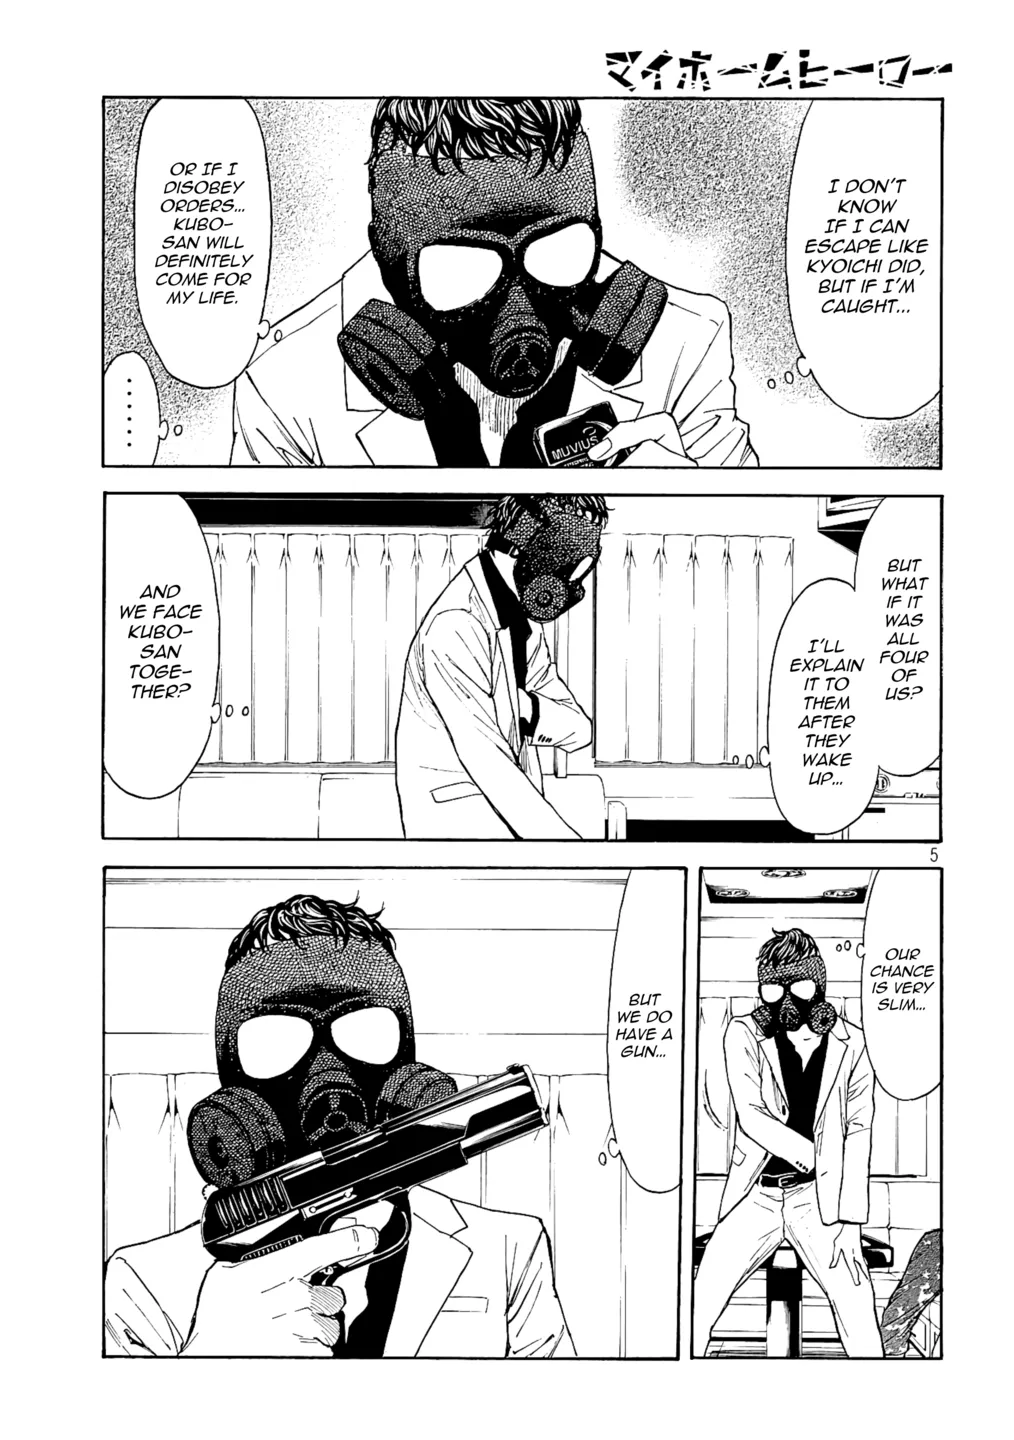 マイホームヒーロー
I DON'T
KNOW
IF I CAN
ESCAPE LIKE
KYOICHI DID,
BUT IF I'M
CAUGHT...
OR IF I
DISOBEY
ORDERS...
KUBO-
SAN WILL
DEFINITELY
COME FOR
MY LIFE.
......
MUVIUS
BUT
WHAT
IF IT
WAS
ALL
FOUR
OF
US?
I'LL
EXPLAIN
IT TO
THEM
AFTER
THEY
WAKE
UP...
AND
WE FACE
KUBO-
SAN
TOGE-
THER?
5
OUR
CHANCE
IS VERY
SLIM...
BUT
WE DO
HAVE A
GUN...